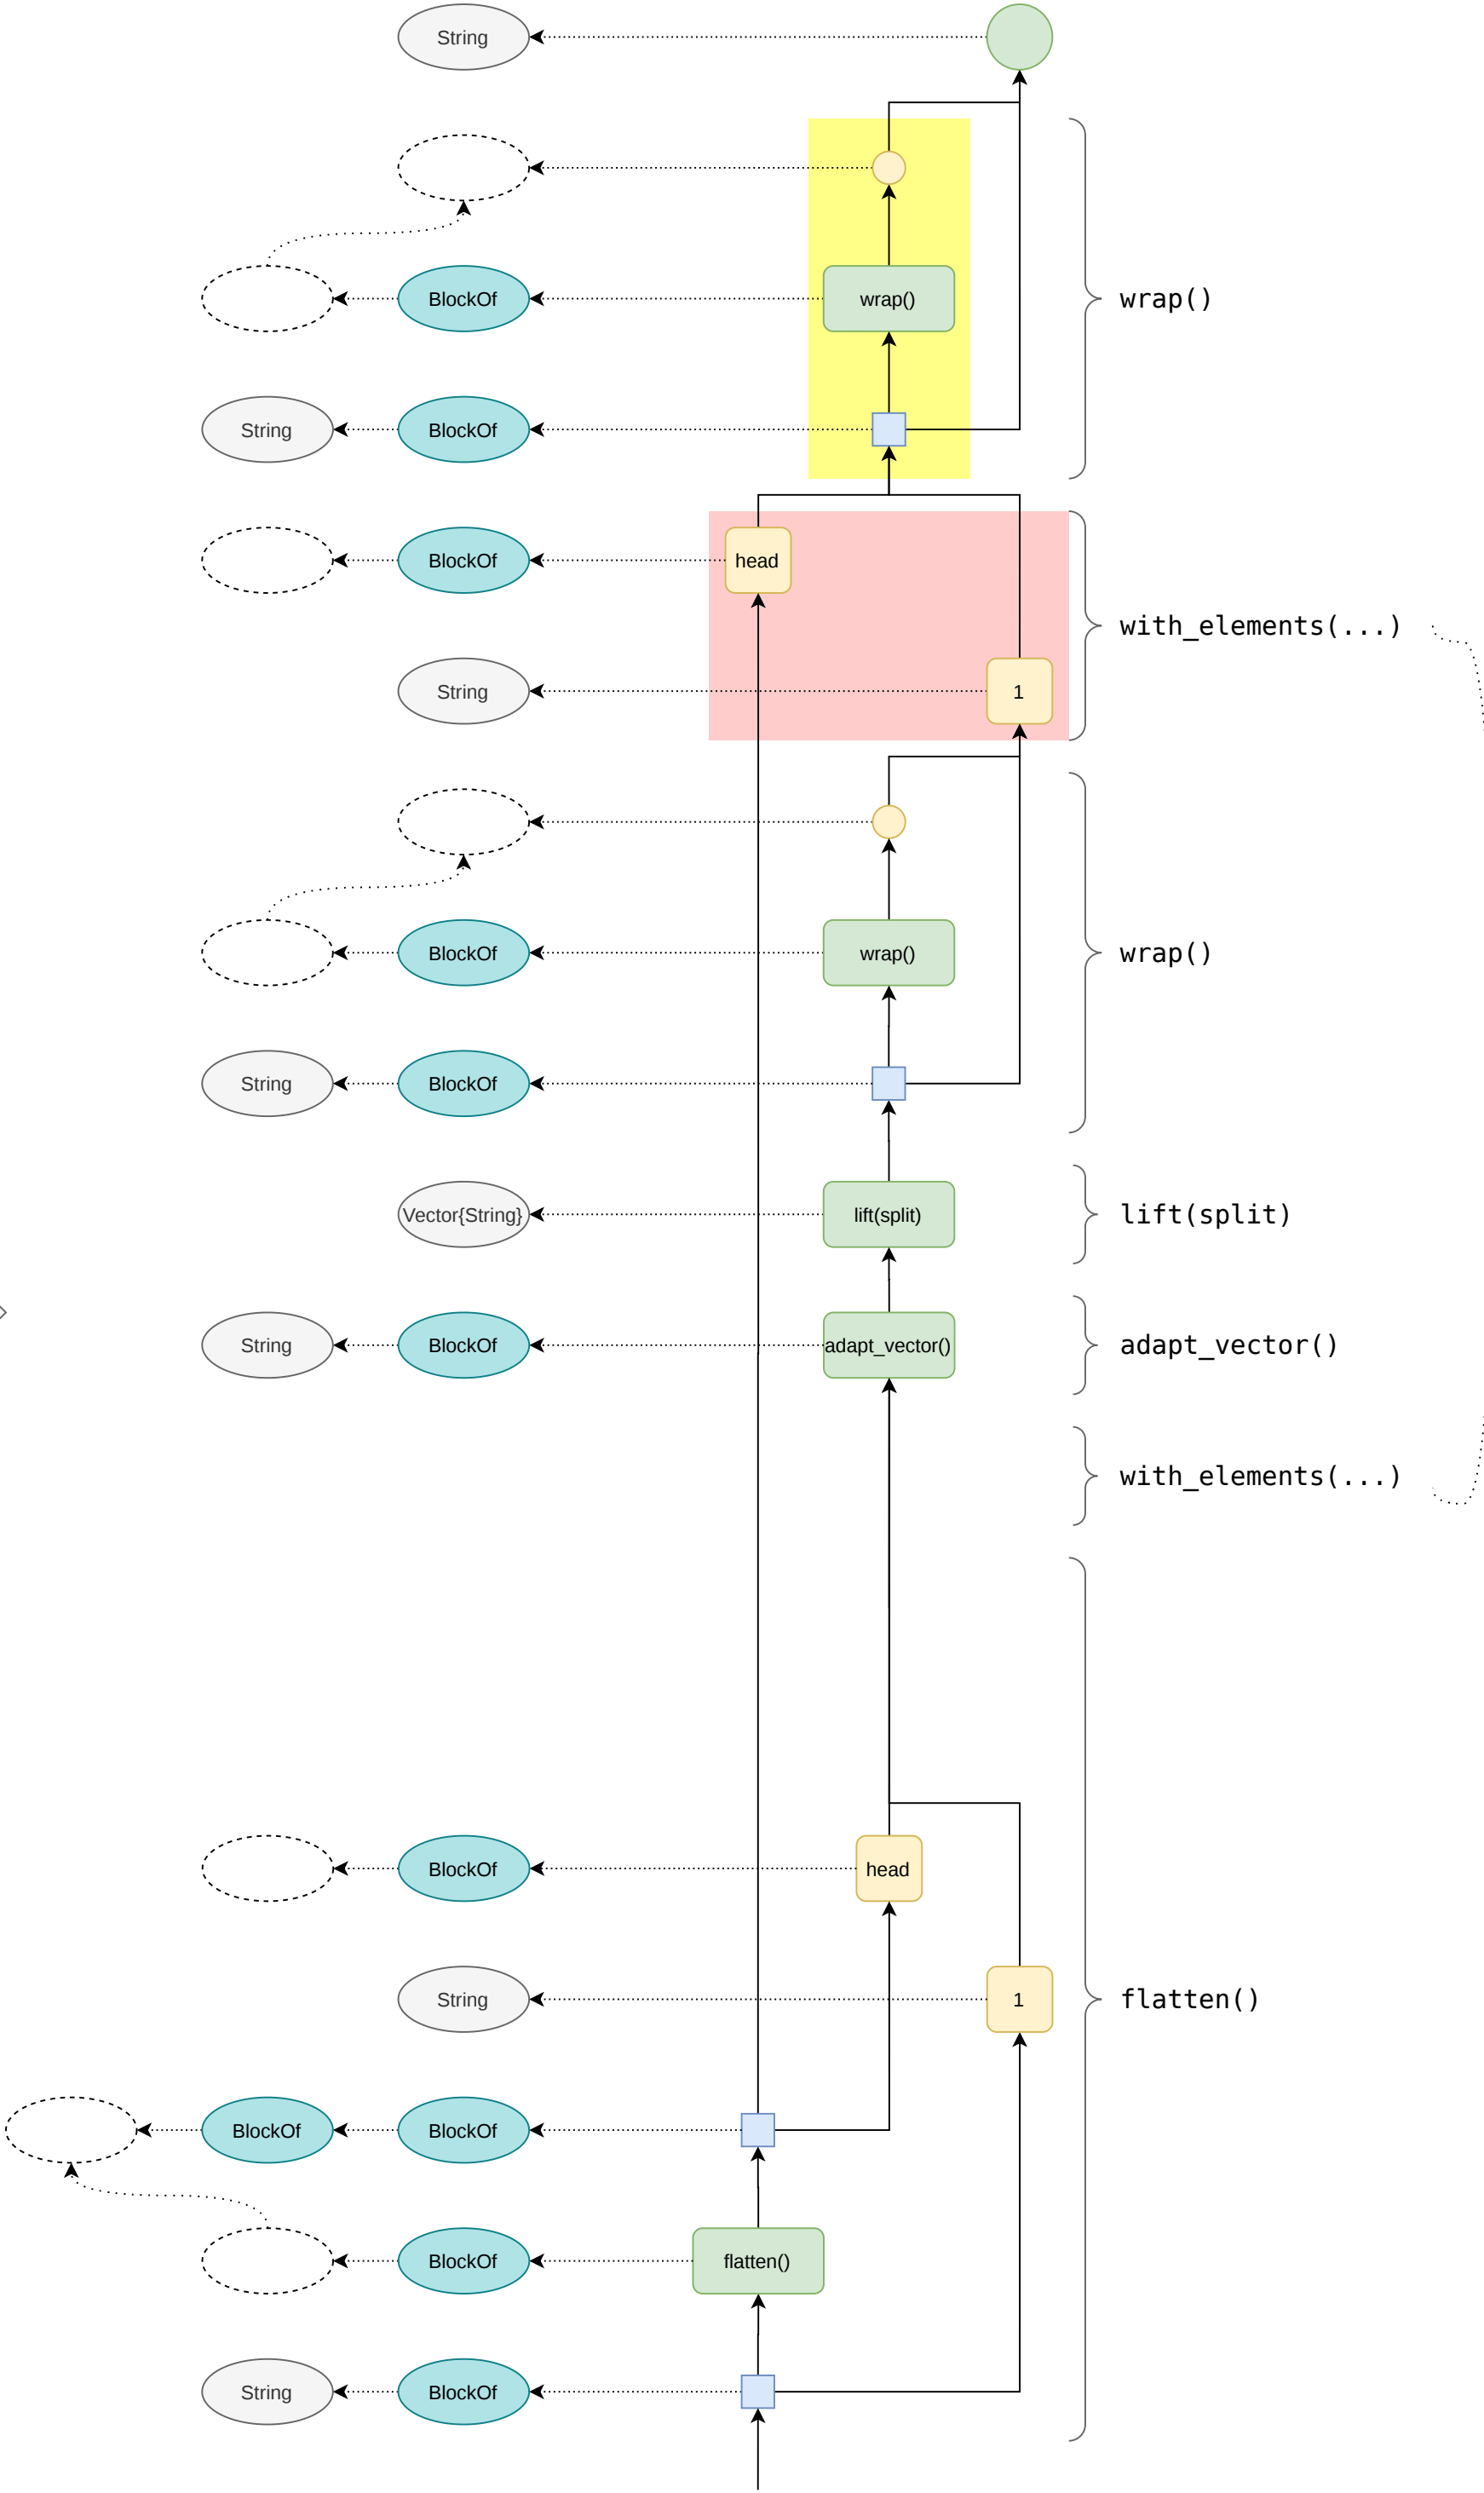 String
BlockOf
wrap()
wrap()
String
BlockOf
BlockOf
head
with_elements(...)
String
1
BlockOf
wrap()
wrap()
String
BlockOf
Vector{String}
lift(split)
lift(split)
String
BlockOf
adapt_vector()
adapt_vector()
with_elements(...)
BlockOf
head
String
1
flatten()
BlockOf
BlockOf
BlockOf
flatten()
String
BlockOf